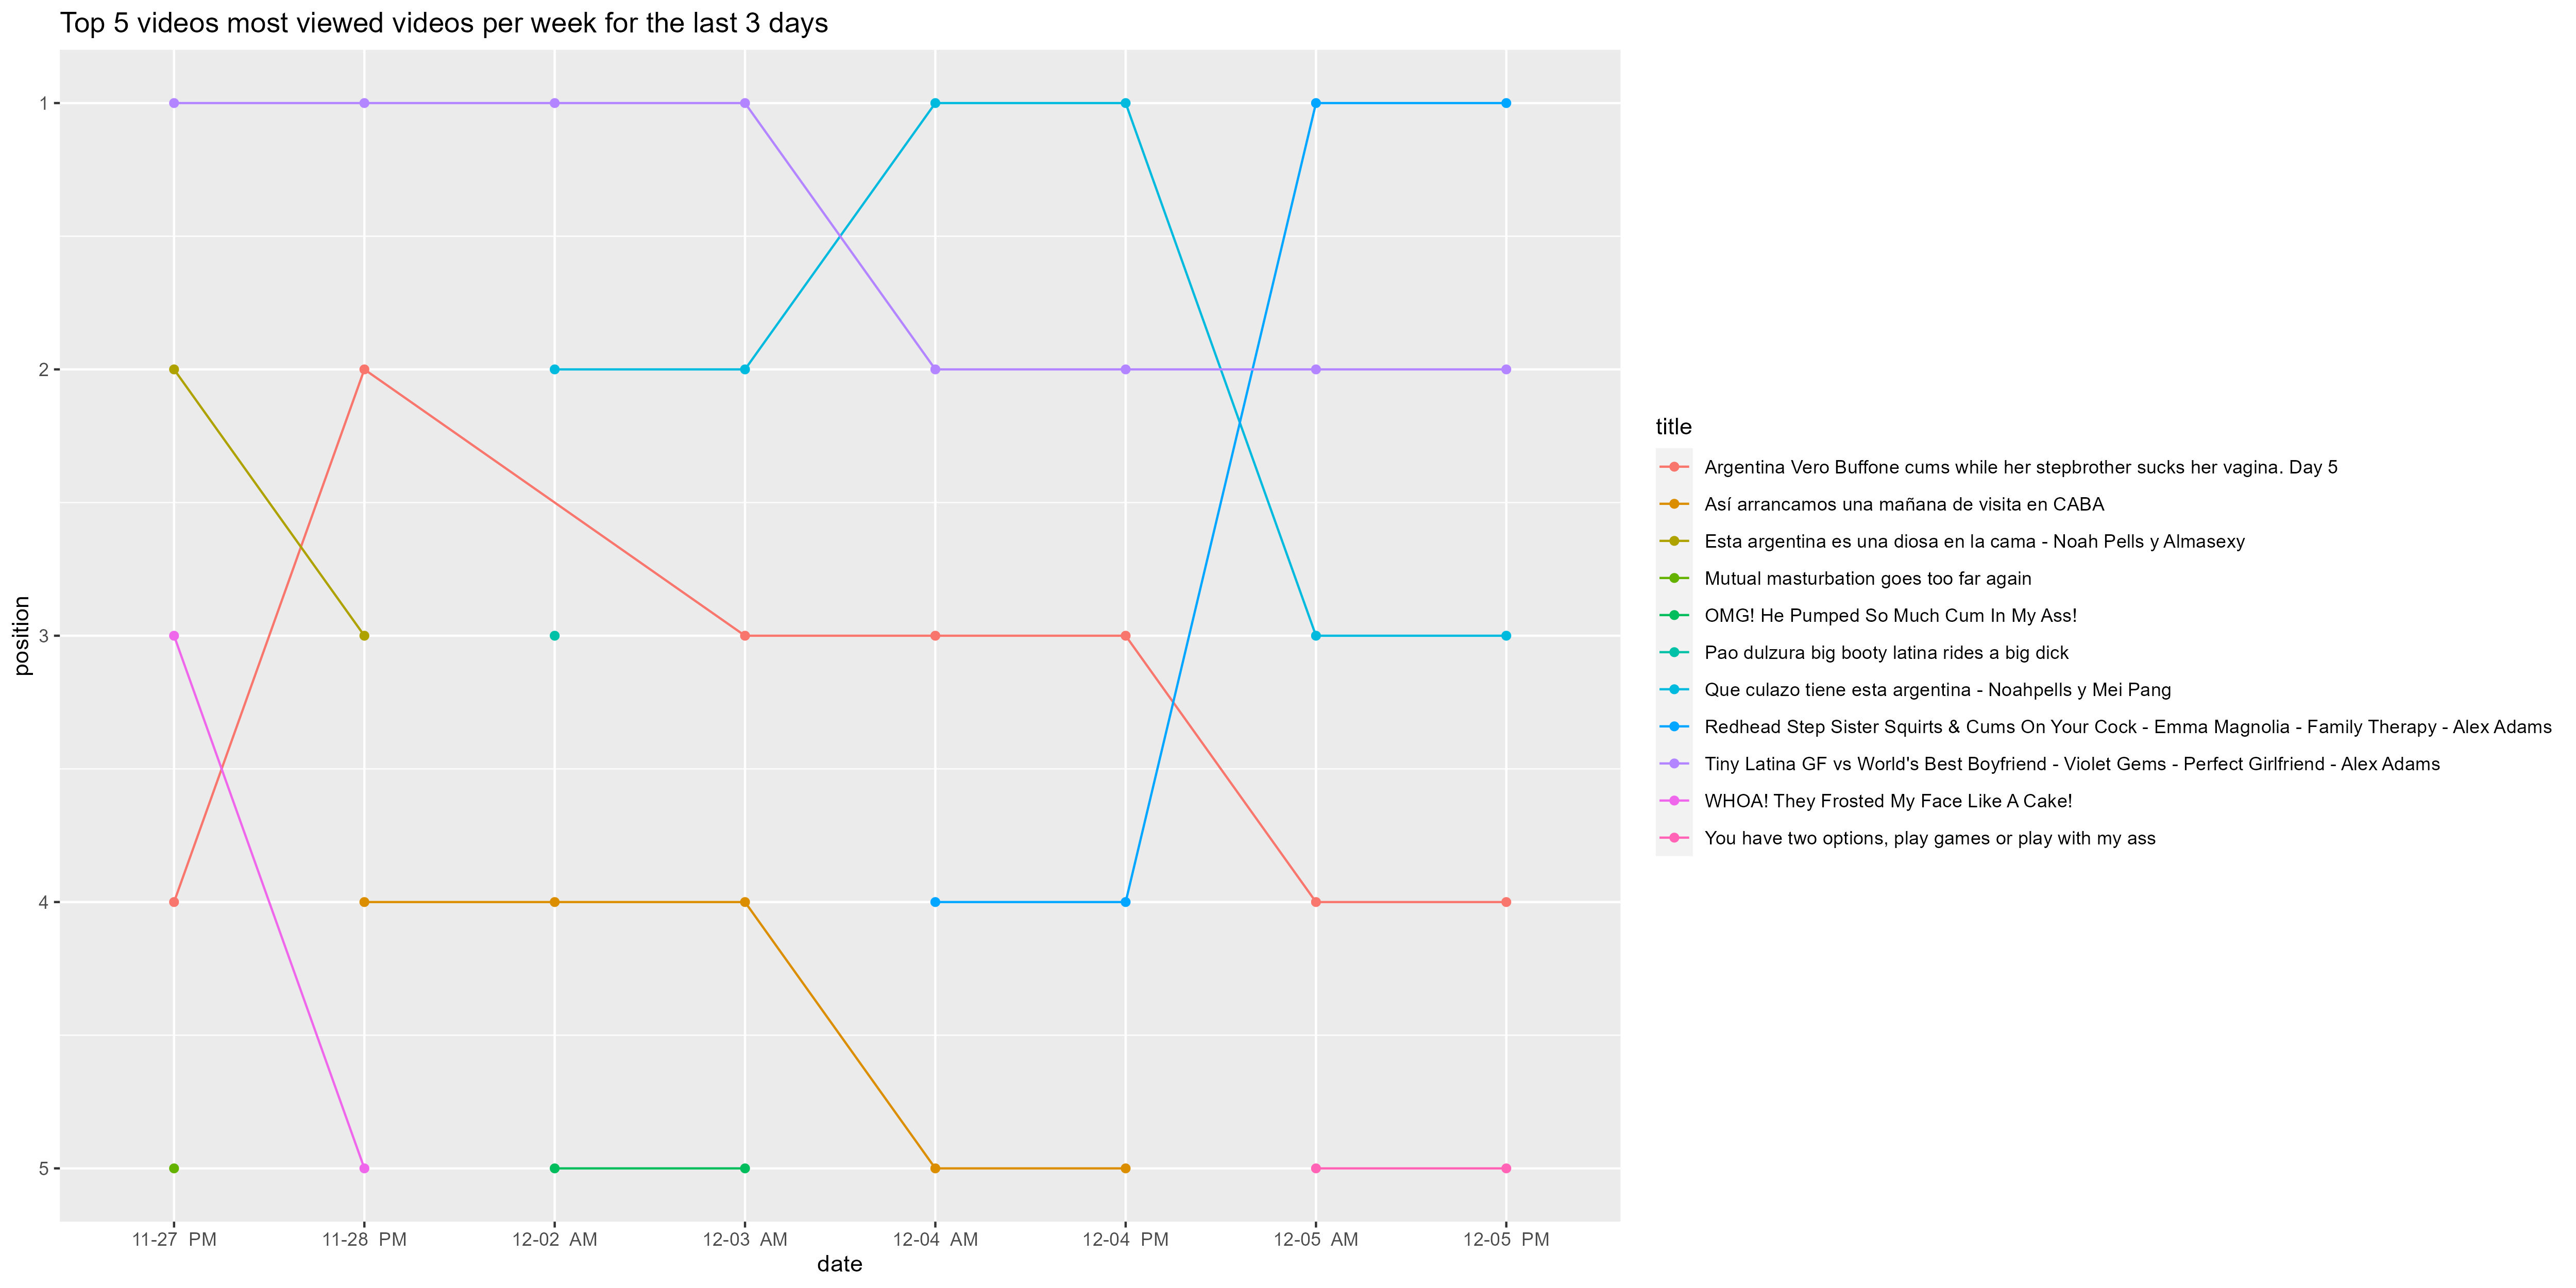 Top 5 videos most viewed videos per week for the last 3 days
position
1
2
3
4
5
11-27 PM
11-28 PM
12-02 AM
12-03 AM
12-04 AM
12-04 PM
12-05 AM
12-05 PM
date
title
Argentina Vero Buffone cums while her stepbrother sucks her vagina. Day 5
Así arrancamos una mañana de visita en CABA
Esta argentina es una diosa en la cama - Noah Pells y Almasexy
Mutual masturbation goes too far again
OMG! He Pumped So Much Cum In My Ass!
Pao dulzura big booty latina rides a big dick
Que culazo tiene esta argentina - Noahpells y Mei Pang
Redhead Step Sister Squirts & Cums On Your Cock - Emma Magnolia - Family Therapy - Alex Adams
Tiny Latina GF vs World's Best Boyfriend - Violet Gems - Perfect Girlfriend - Alex Adams
WHOA! They Frosted My Face Like A Cake!
You have two options, play games or play with my ass